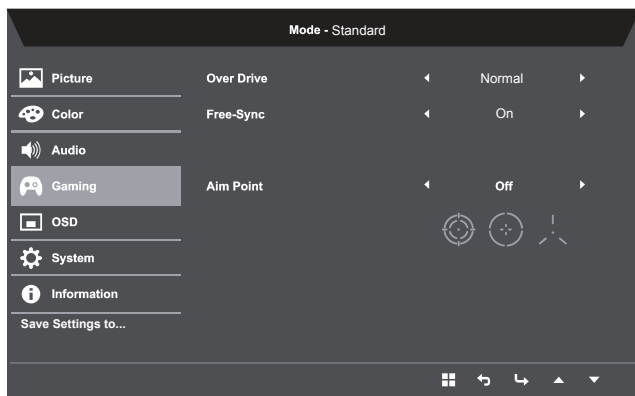 Mode - Standard
Picture
Over Drive Normal
Color
Free-Sync On
Audio
Gaming
Aim Point Off
OSD
System
Information
Save Settings to...